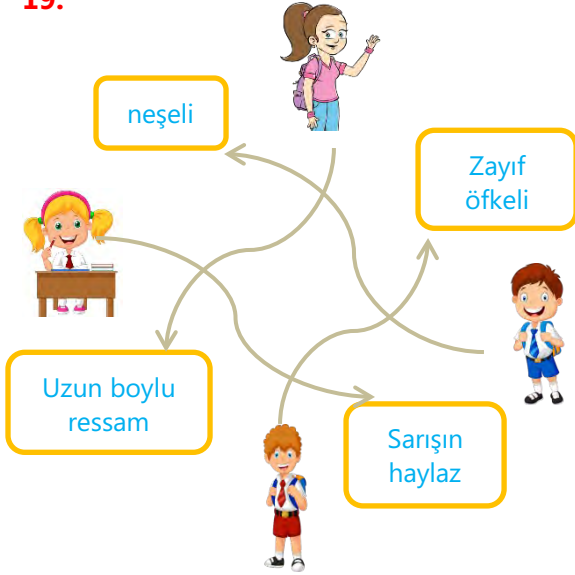 19.
neşeli
Zayıf
öfkeli
Uzun boylu
ressam
Sarışın
haylaz